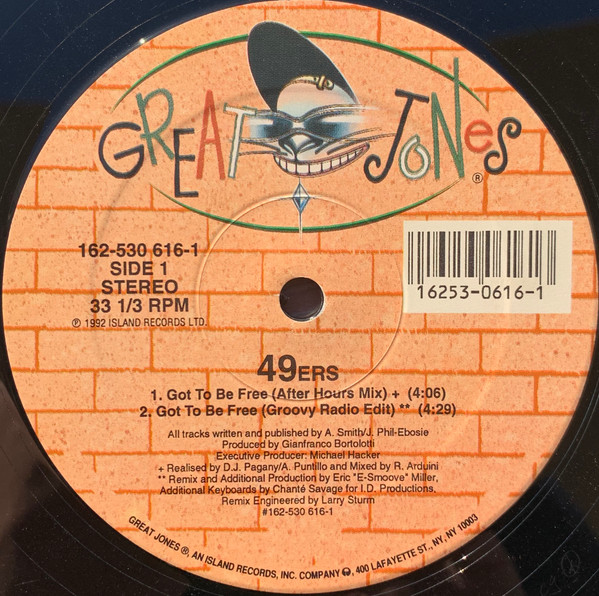 GREAT JONES ®
162-530 616-1
SIDE 1
STEREO
33 1/3 RPM
℗ 1992 ISLAND RECORDS LTD.
16253-0616-1
49ERS
1. Got To Be Free (After Hours Mix) + (4:06)
2. Got To Be Free (Groovy Radio Edit) ** (4:29)
All tracks written and published by A. Smith/J. Phil-Ebosie
Produced by Gianfranco Bortolotti
Executive Producer: Michael Hacker
+ Realised by D.J. Pagany/A. Puntillo and Mixed by R. Arduini
** Remix and Additional Production by Eric "E-Smoove" Miller,
Additional Keyboards by Chanté Savage for I.D. Productions,
Remix Engineered by Larry Sturm
#162-530 616-1
GREAT JONES ®, AN ISLAND RECORDS, INC. COMPANY ℗, 400 LAFAYETTE ST., NY, NY 10003